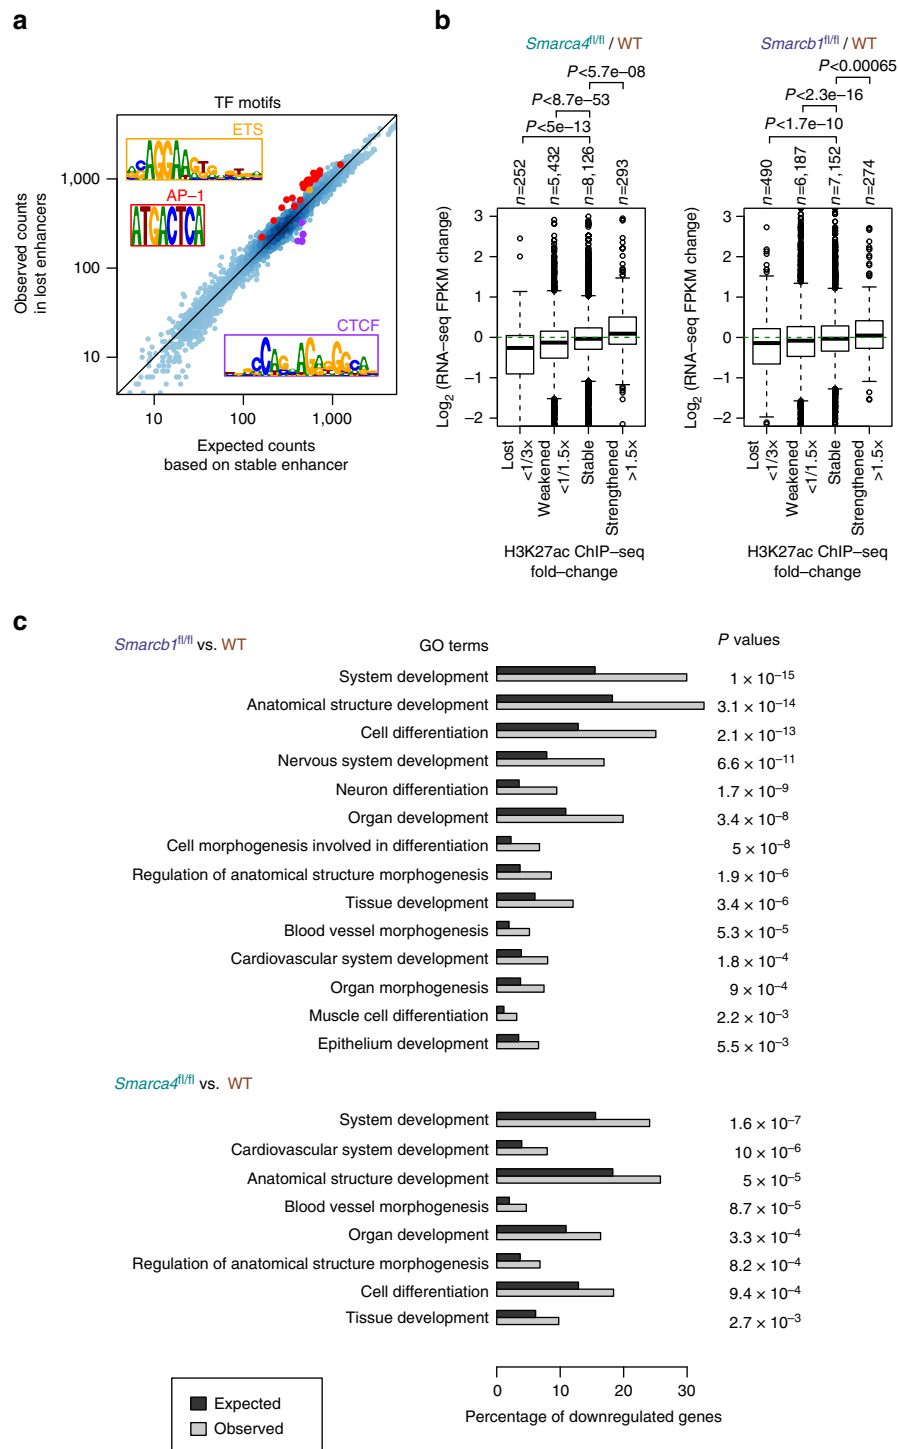 a
TF motifs
ETS
AP–1
ATGACTCA
CTCF
Observed counts
in lost enhancers
1,000
100
10
10
100
1,000
Expected counts
based on stable enhancer
b
Smarca4fl/fl / WT
P<5.7e–08
P<8.7e–53
P<5e–13
n=252
n=5,432
n=8,126
n=293
Log2 (RNA–seq FPKM change)
3
2
1
0
–1
–2
Lost
<1/3×
Weakened
<1/1.5×
Stable
Strengthened
>1.5×
H3K27ac ChIP–seq
fold–change
Smarcb1fl/fl / WT
P<0.00065
P<2.3e–16
P<1.7e–10
n=490
n=6,187
n=7,152
n=274
Log2 (RNA–seq FPKM change)
3
2
1
0
–1
–2
Lost
<1/3×
Weakened
<1/1.5×
Stable
Strengthened
>1.5×
H3K27ac ChIP–seq
fold–change
c
Smarcb1fl/fl vs. WT GO terms P values
System development 1 × 10–15
Anatomical structure development 3.1 × 10–14
Cell differentiation 2.1 × 10–13
Nervous system development 6.6 × 10–11
Neuron differentiation 1.7 × 10–9
Organ development 3.4 × 10–8
Cell morphogenesis involved in differentiation 5 × 10–8
Regulation of anatomical structure morphogenesis 1.9 × 10–6
Tissue development 3.4 × 10–6
Blood vessel morphogenesis 5.3 × 10–5
Cardiovascular system development 1.8 × 10–4
Organ morphogenesis 9 × 10–4
Muscle cell differentiation 2.2 × 10–3
Epithelium development 5.5 × 10–3
Smarca4fl/fl vs. WT
System development 1.6 × 10–7
Cardiovascular system development 10 × 10–6
Anatomical structure development 5 × 10–5
Blood vessel morphogenesis 8.7 × 10–5
Organ development 3.3 × 10–4
Regulation of anatomical structure morphogenesis 8.2 × 10–4
Cell differentiation 9.4 × 10–4
Tissue development 2.7 × 10–3
0 10 20 30
Percentage of downregulated genes
Expected
Observed